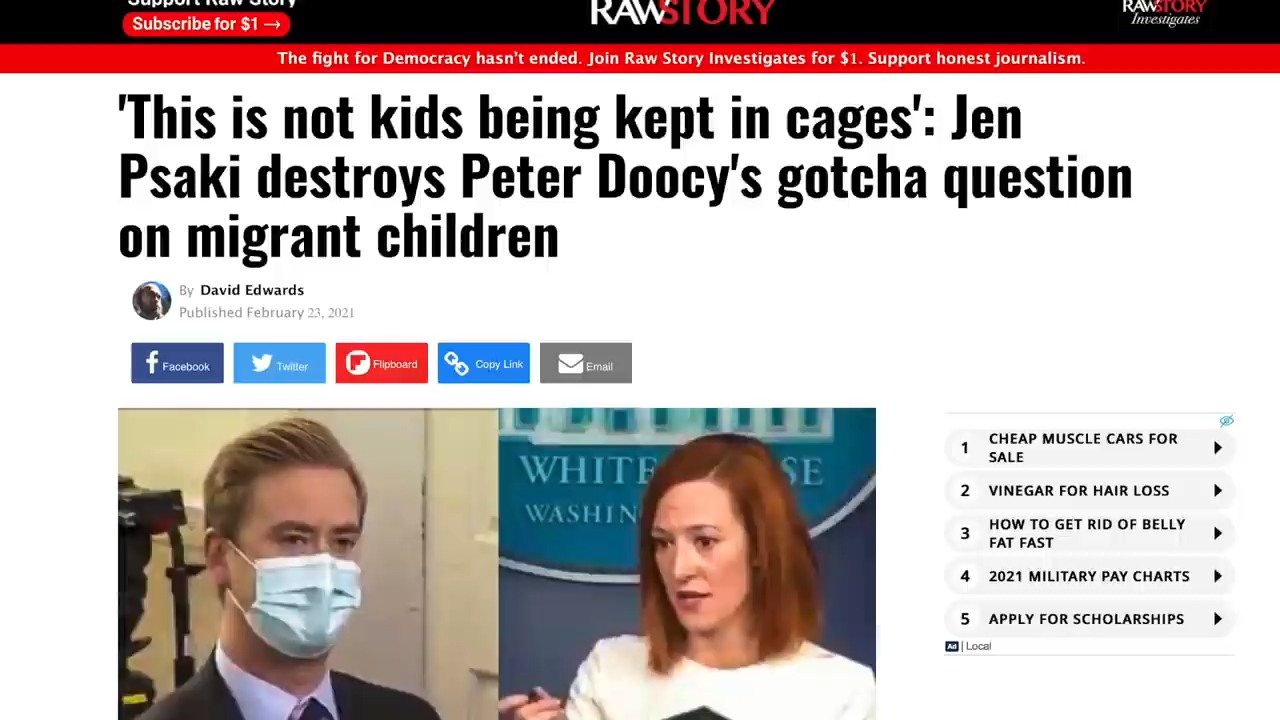 Support Raw Story
Subscribe for $1 →
RAWSTORY
RAWSTORY
Investigates
The fight for Democracy hasn't ended. Join Raw Story Investigates for $1. Support honest journalism.
'This is not kids being kept in cages': Jen
Psaki destroys Peter Doocy's gotcha question
on migrant children
By David Edwards
Published February 23, 2021
Facebook
Twitter
Flipboard
Copy Link
Email
WHITE HOUSE
WASHIN
1 CHEAP MUSCLE CARS FOR
SALE
2 VINEGAR FOR HAIR LOSS
3 HOW TO GET RID OF BELLY
FAT FAST
4 2021 MILITARY PAY CHARTS
5 APPLY FOR SCHOLARSHIPS
Ad | Local